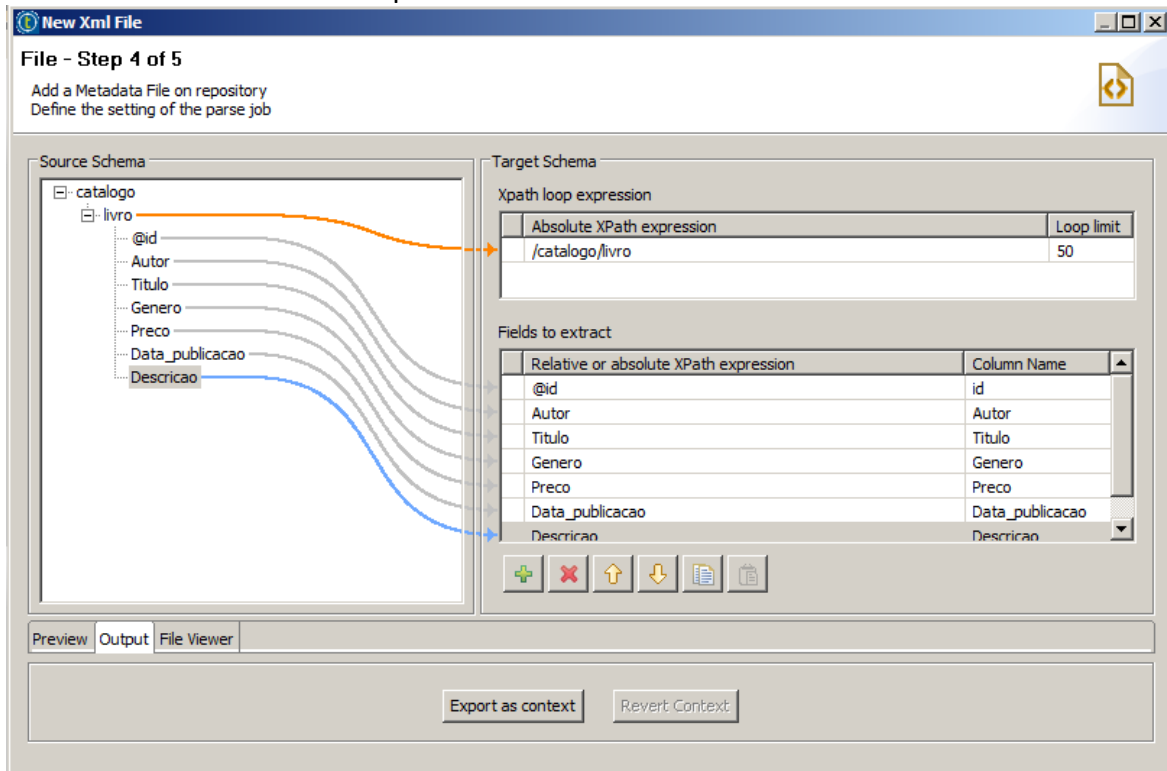 New Xml File
File - Step 4 of 5
Add a Metadata File on repository
Define the setting of the parse job
Source Schema
catalogo
livro
@id
Autor
Titulo
Genero
Preco
Data_publicacao
Descricao
Target Schema
Xpath loop expression
Absolute XPath expression Loop limit
/catalogo/livro 50
Fields to extract
Relative or absolute XPath expression Column Name
@id id
Autor Autor
Titulo Titulo
Genero Genero
Preco Preco
Data_publicacao Data_publicacao
Descricao Descricao
Preview Output File Viewer
Export as context Revert Context